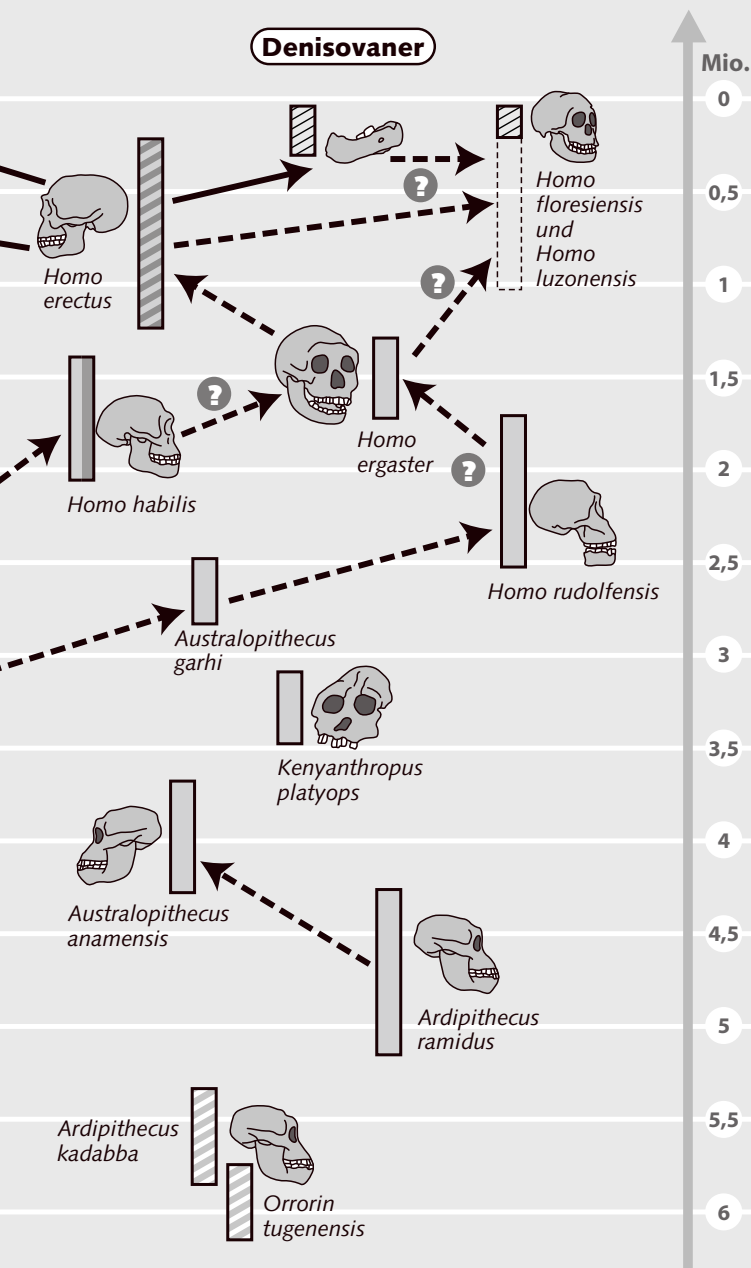 Denisovaner
Mio.
0
?
Homo
floresiensis
und
Homo
luzonensis
0,5
Homo
erectus
?
1
?
1,5
Homo
ergaster
?
2
Homo habilis
2,5
Homo rudolfensis
Australopithecus
garhi
3
3,5
Kenyanthropus
platyops
4
Australopithecus
anamensis
4,5
Ardipithecus
ramidus
5
5,5
Ardipithecus
kadabba
Orrorin
tugenensis
6